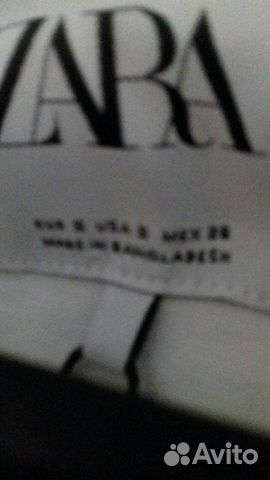 ZARA
EUR S USA S MEX 26
MADE IN BANGLADESH
Avito